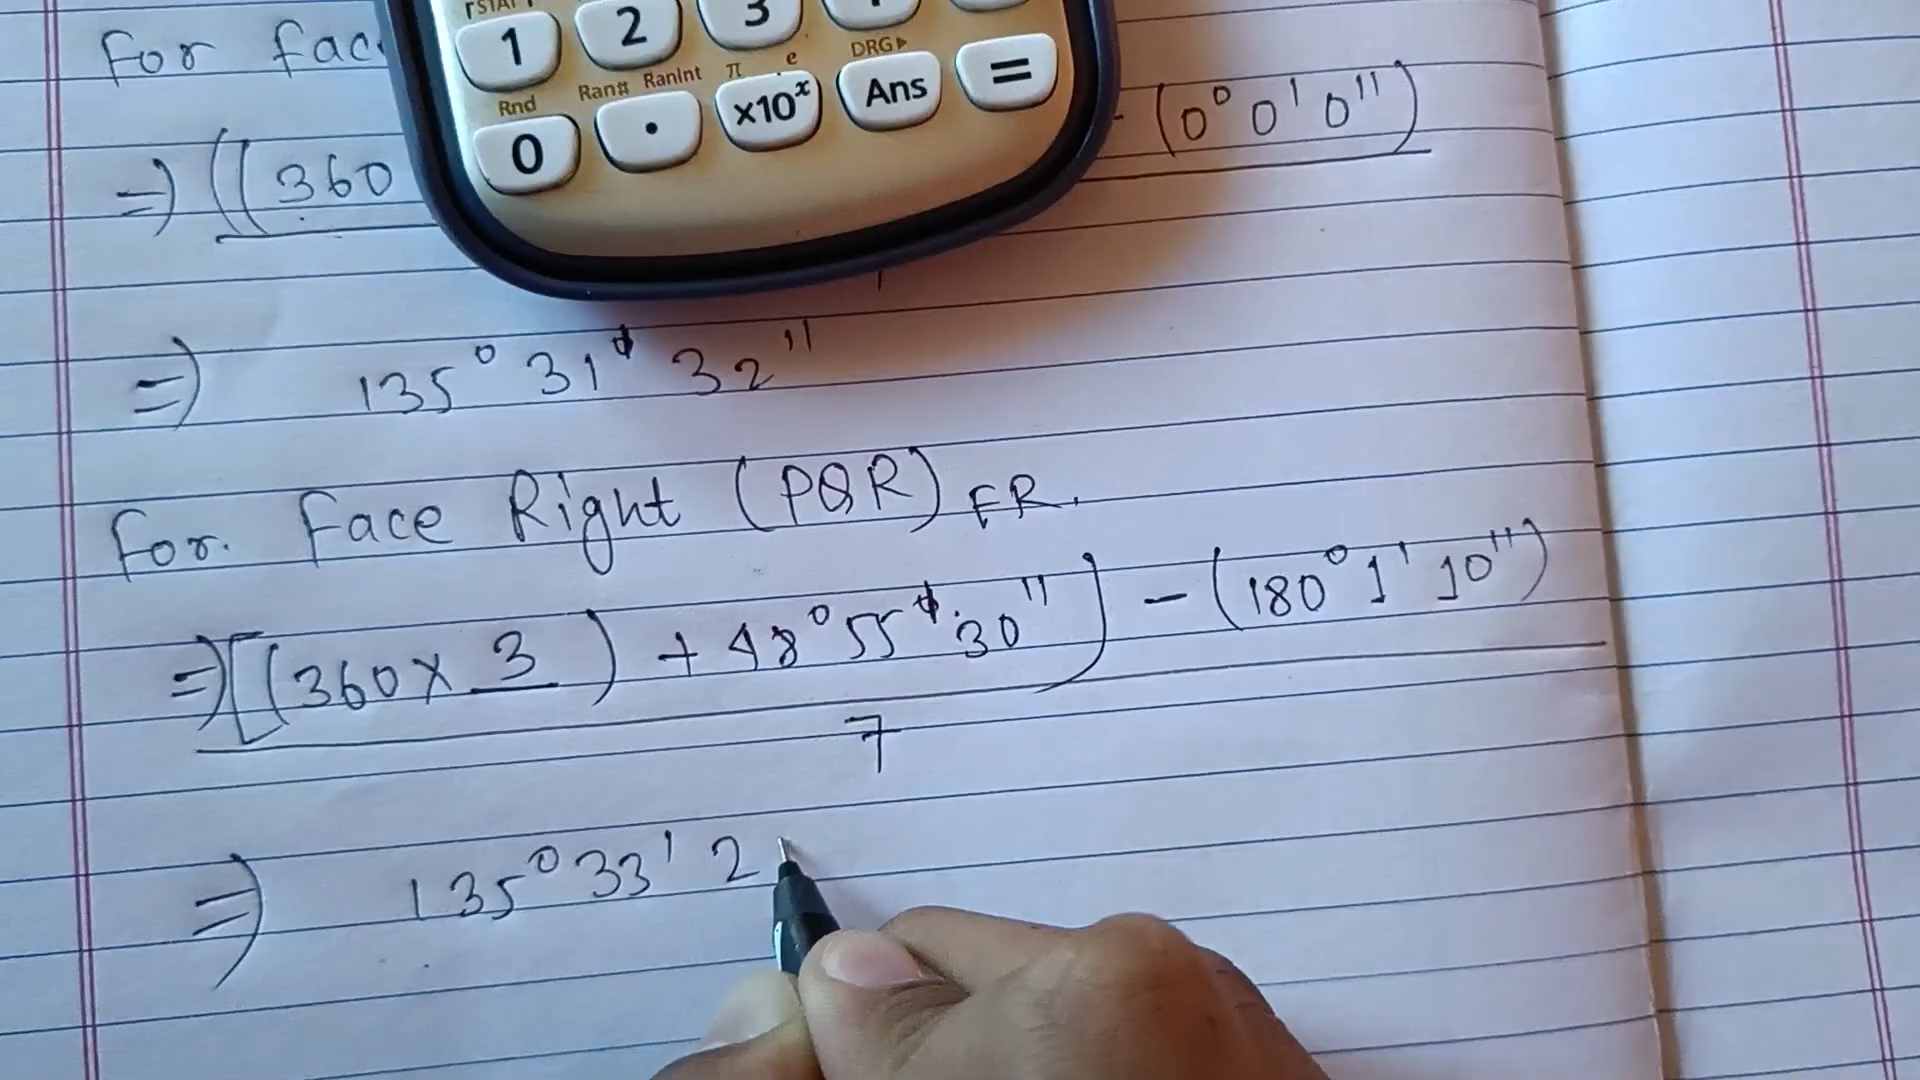 rSTAT
1 2 3
Rnd Ran# RanInt π e DRG▶
0 • ×10ˣ Ans =
For fac
- (0° 0' 0")
=) ((360
=) 135° 31' 32"
For. Face Right (PQR) FR.
=) [(360 x 3) + 48° 55' 30") - (180° 1' 10")
7
=) 135° 33' 2